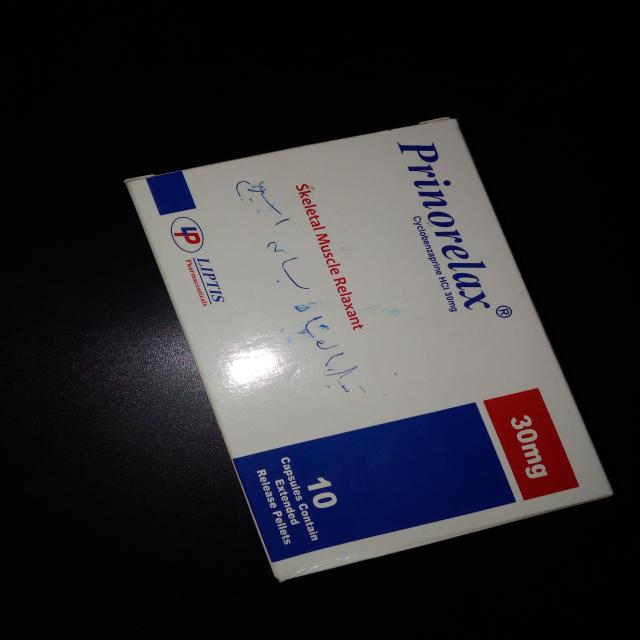 Prinorelax®
Cyclobenzaprine HCl 30mg
Skeletal Muscle Relaxant
30mg
LP
LIPTIS
Pharmaceuticals
10
Capsules Contain
Extended
Release Pellets